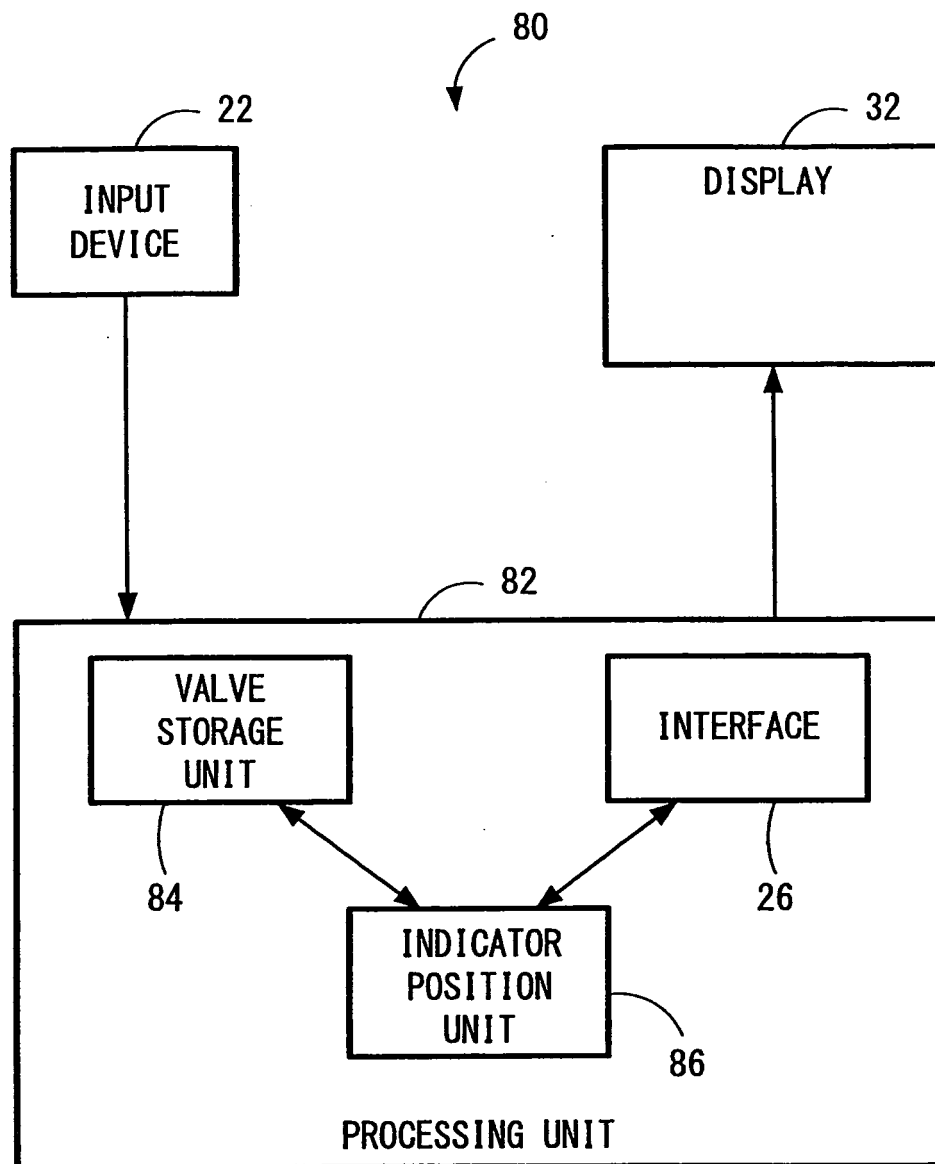 80
22
32
INPUT
DEVICE
DISPLAY
82
VALVE
STORAGE
UNIT
INTERFACE
84
26
INDICATOR
POSITION
UNIT
86
PROCESSING UNIT